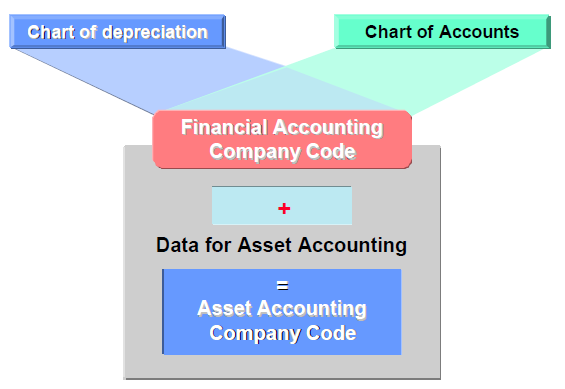 Chart of depreciation
Chart of Accounts
Financial Accounting
Company Code
+
Data for Asset Accounting
=
Asset Accounting
Company Code